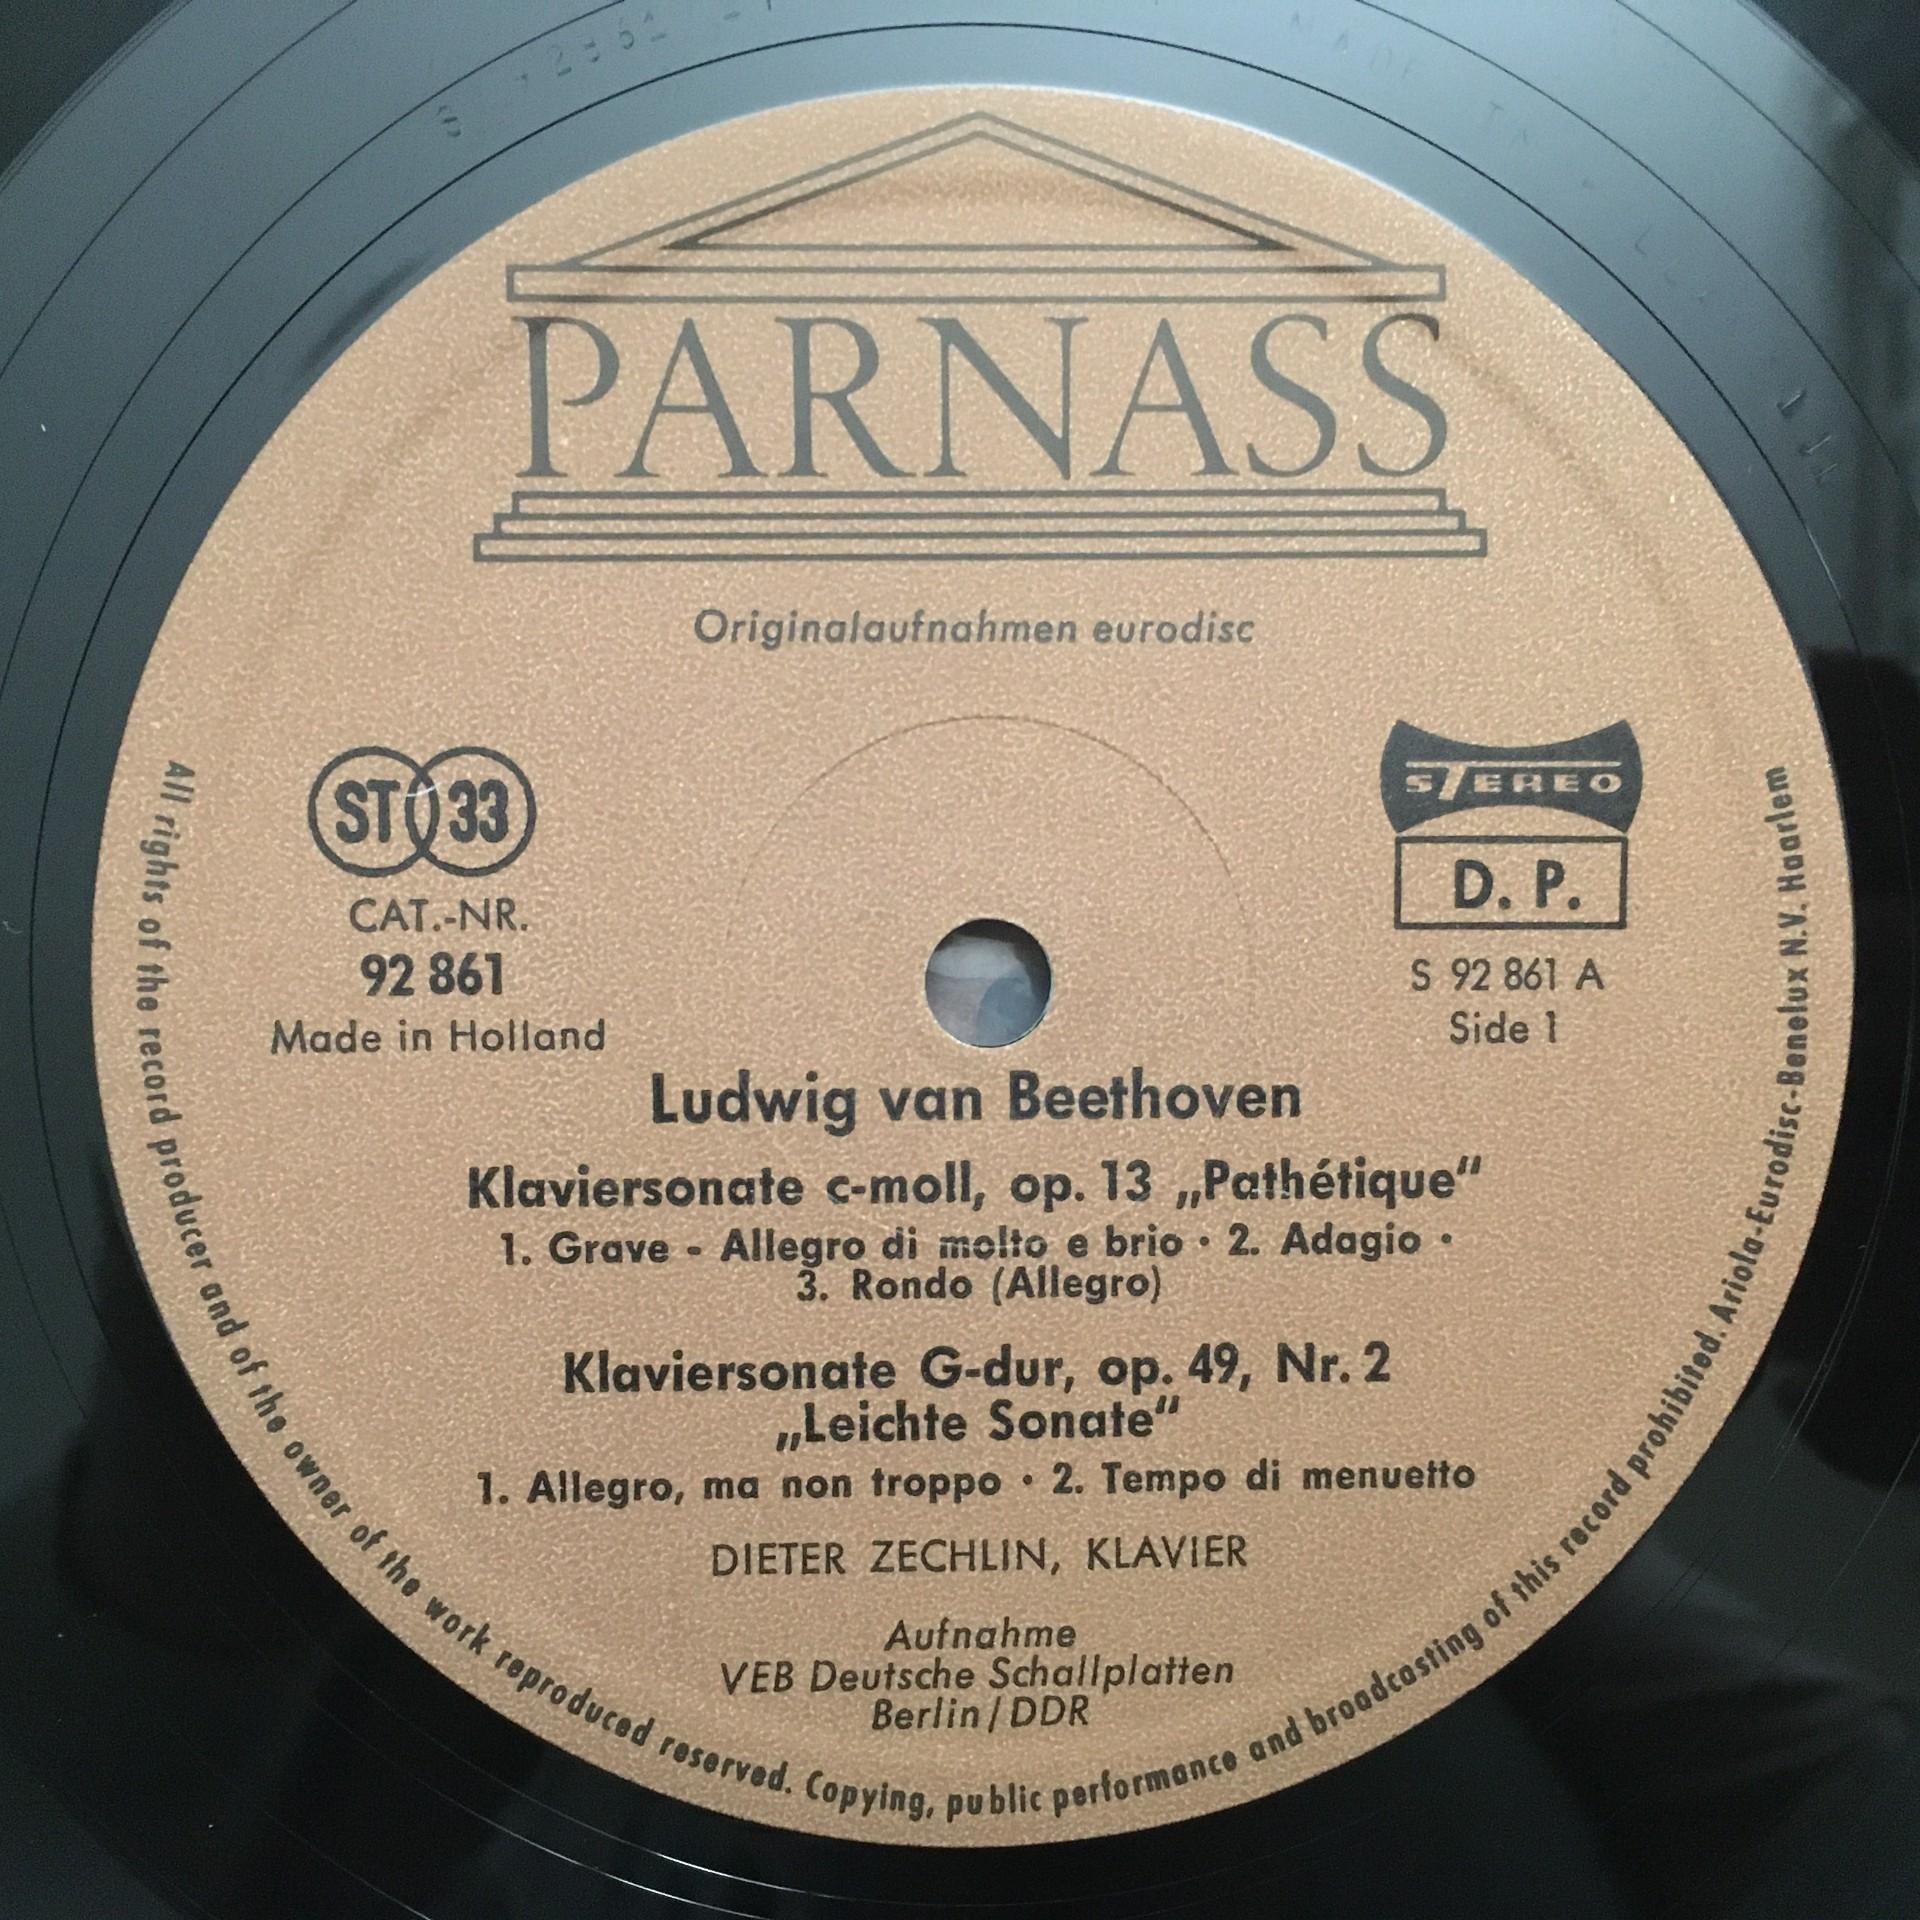 PARNASS
Originalaufnahmen eurodisc
ST 33
CAT.-NR.
92 861
Made in Holland
STEREO
D. P.
S 92 861 A
Side 1
Ludwig van Beethoven
Klaviersonate c-moll, op. 13 „Pathétique“
1. Grave - Allegro di molto e brio · 2. Adagio ·
3. Rondo (Allegro)
Klaviersonate G-dur, op. 49, Nr. 2
„Leichte Sonate“
1. Allegro, ma non troppo · 2. Tempo di menuetto
DIETER ZECHLIN, KLAVIER
Aufnahme
VEB Deutsche Schallplatten
Berlin/DDR
All rights of the record producer and of the owner of the work reproduced reserved. Copying, public performance and broadcasting of this record prohibited. Ariola-Eurodisc-Benelux N.V. Haarlem